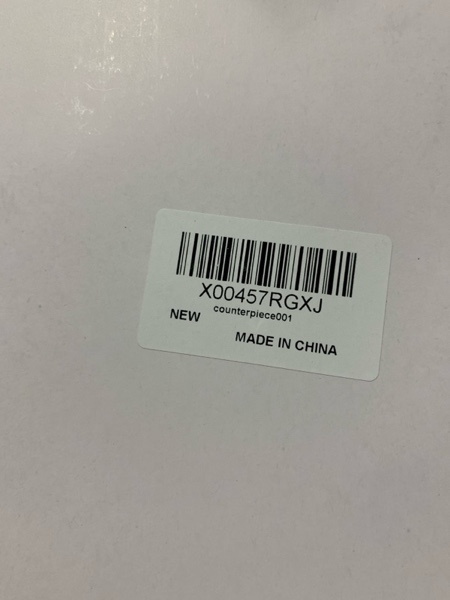 X00457RGXJ
counterpiece001
NEW
MADE IN CHINA